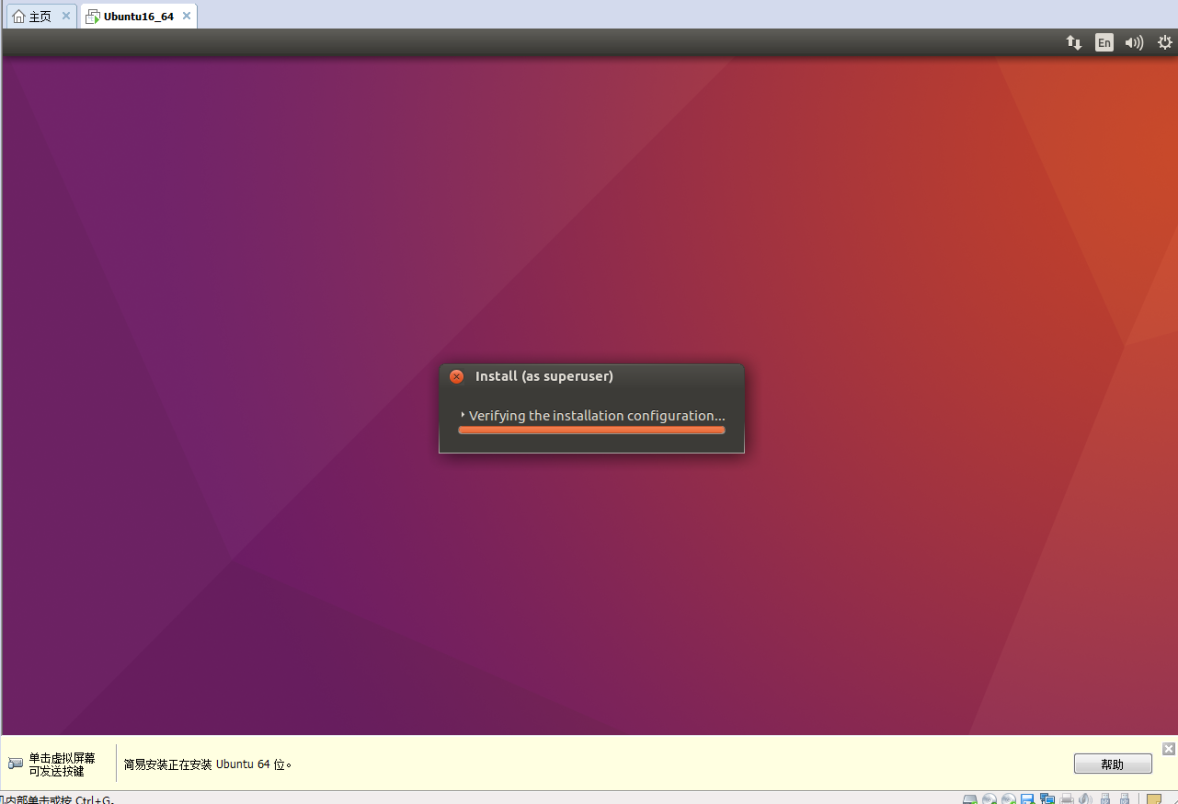 主页
Ubuntu16_64
En
Install (as superuser)
Verifying the installation configuration...
单击虚拟屏幕
可发送按键
简易安装正在安装 Ubuntu 64 位。
帮助
内部单击或按 Ctrl+G。